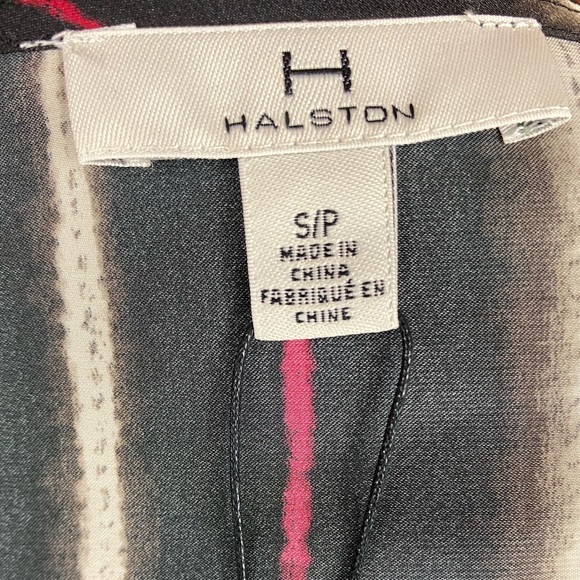 H
HALSTON
S/P
MADE IN
CHINA
FABRIQUÉ EN
CHINE